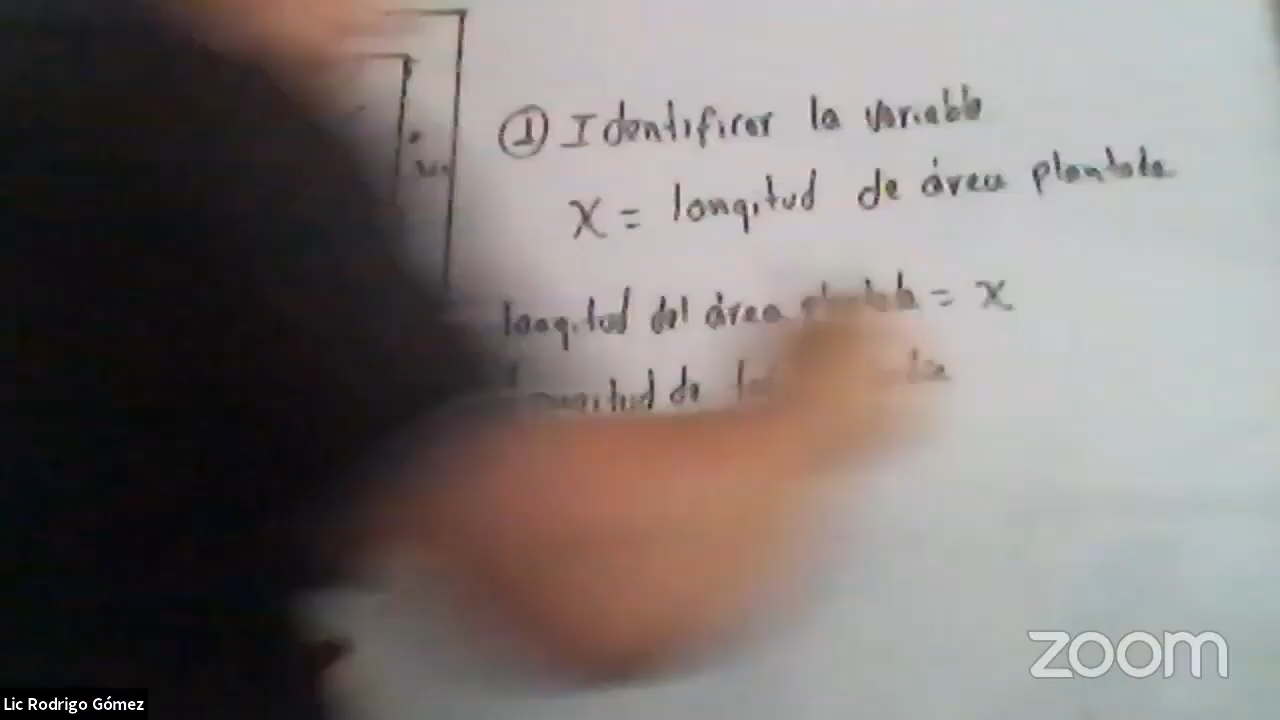 ① Identificar la variable
x = longitud de área plantada
longitud del área = x
longitud de
zoom
Lic Rodrigo Gómez